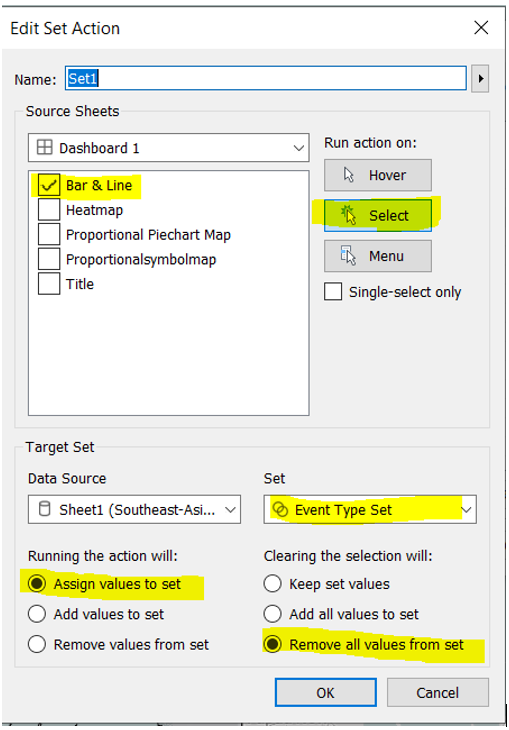 Edit Set Action
Name: Set1
Source Sheets
Dashboard 1
Run action on:
Bar & Line
Heatmap
Proportional Piechart Map
Proportionalsymbolmap
Title
Hover
Select
Menu
Single-select only
Target Set
Data Source
Set
Sheet1 (Southeast-Asi...
Event Type Set
Running the action will:
Clearing the selection will:
Assign values to set
Keep set values
Add values to set
Add all values to set
Remove values from set
Remove all values from set
OK
Cancel